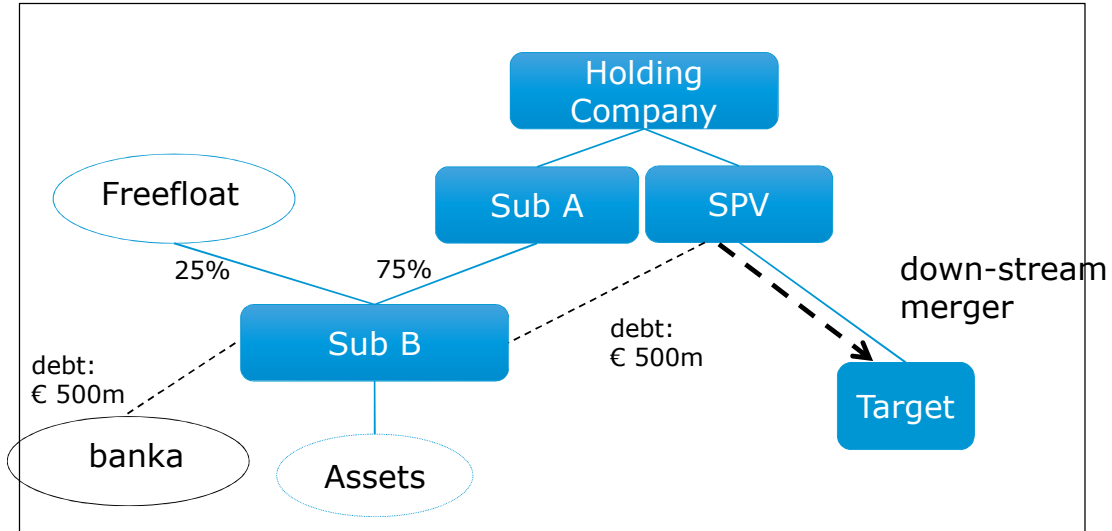 Holding
Company
Freefloat
Sub A
SPV
25%
75%
down-stream
merger
Sub B
debt:
€ 500m
debt:
€ 500m
Target
banka
Assets